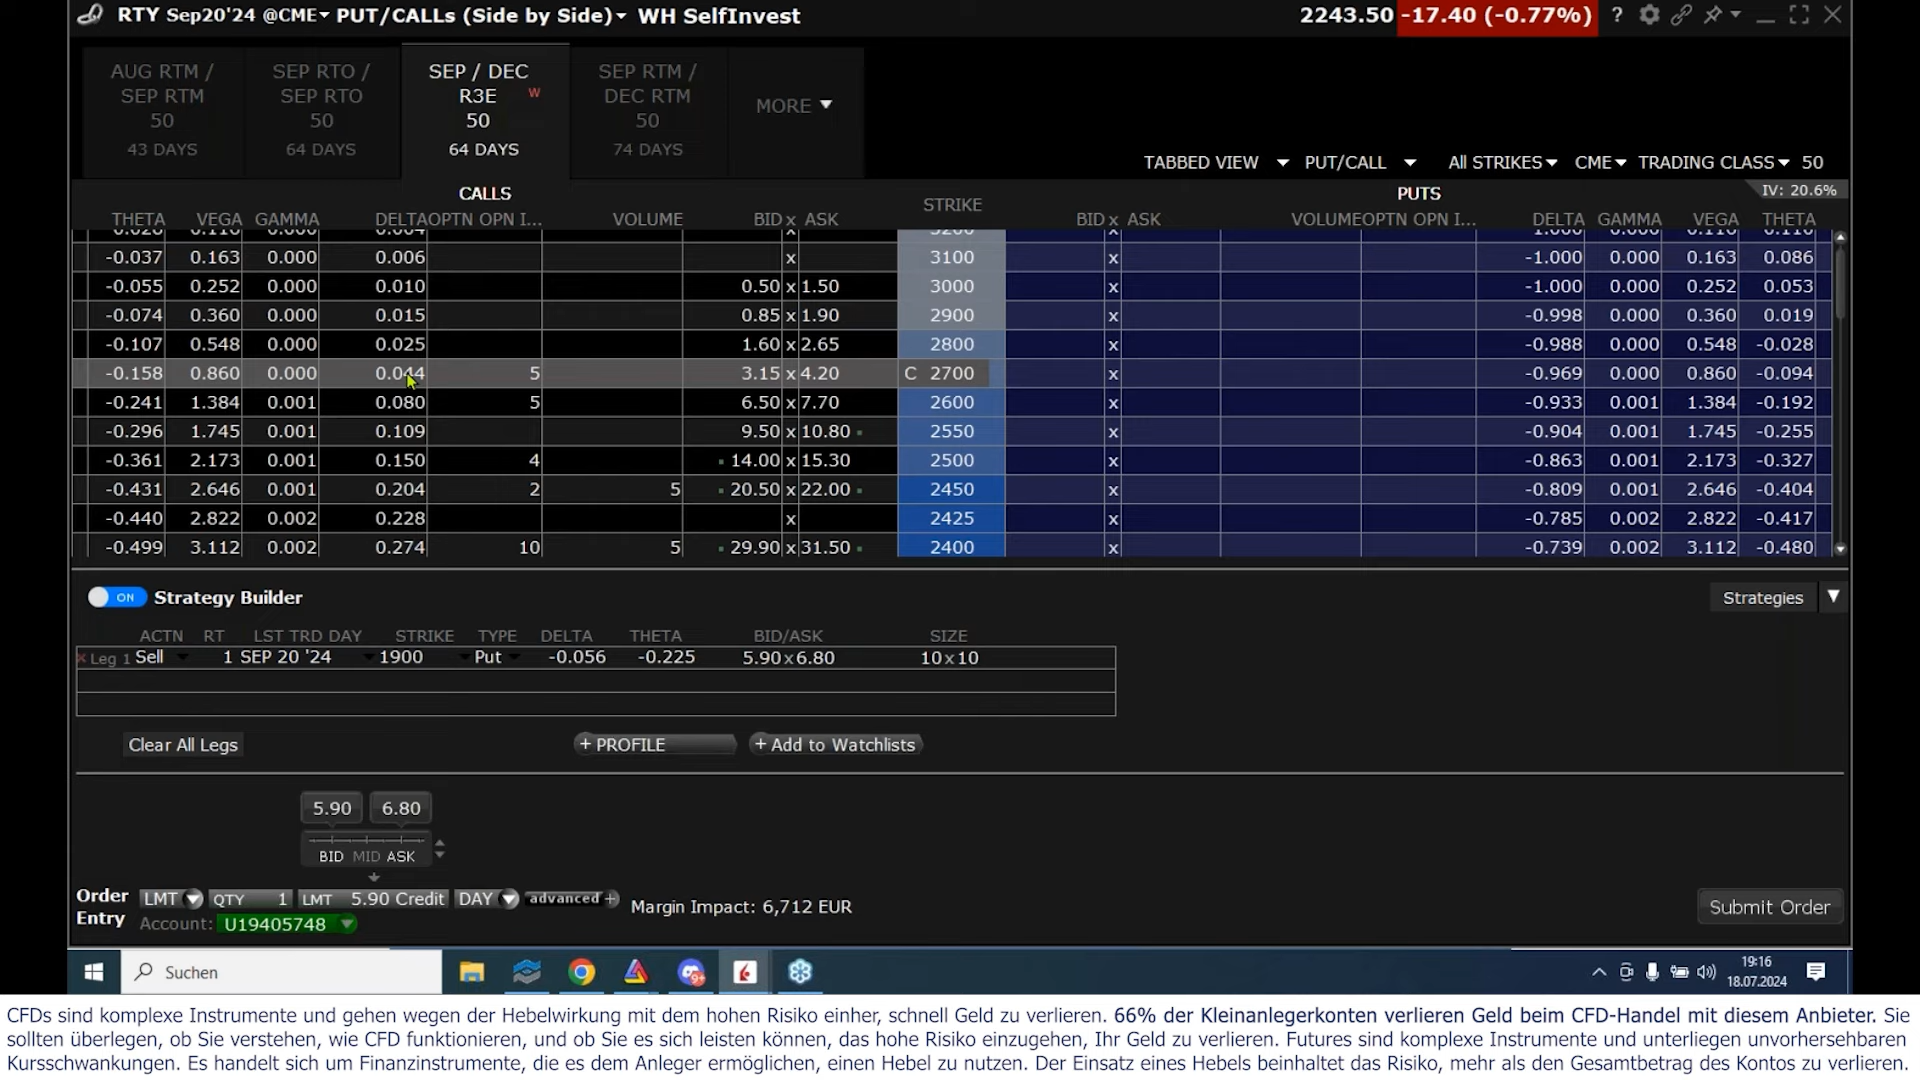 RTY Sep20'24 @CME PUT/CALLs (Side by Side) WH SelfInvest 2243.50 -17.40 (-0.77%) ?
AUG RTM / SEP RTM 50 43 DAYS
SEP RTO / SEP RTO 50 64 DAYS
SEP / DEC R3E W 50 64 DAYS
SEP RTM / DEC RTM 50 74 DAYS
MORE
TABBED VIEW PUT/CALL All STRIKES CME TRADING CLASS 50
IV: 20.6%
CALLS PUTS
THETA VEGA GAMMA DELTA OPTN OPN I... VOLUME BID x ASK STRIKE BID x ASK VOLUME OPTN OPN I... DELTA GAMMA VEGA THETA
-0.037 0.163 0.000 0.006 x 3100 x -1.000 0.000 0.163 0.086
-0.055 0.252 0.000 0.010 0.50 x 1.50 3000 x -1.000 0.000 0.252 0.053
-0.074 0.360 0.000 0.015 0.85 x 1.90 2900 x -0.998 0.000 0.360 0.019
-0.107 0.548 0.000 0.025 1.60 x 2.65 2800 x -0.988 0.000 0.548 -0.028
-0.158 0.860 0.000 0.044 5 3.15 x 4.20 C 2700 x -0.969 0.000 0.860 -0.094
-0.241 1.384 0.001 0.080 5 6.50 x 7.70 2600 x -0.933 0.001 1.384 -0.192
-0.296 1.745 0.001 0.109 9.50 x 10.80 2550 x -0.904 0.001 1.745 -0.255
-0.361 2.173 0.001 0.150 4 14.00 x 15.30 2500 x -0.863 0.001 2.173 -0.327
-0.431 2.646 0.001 0.204 2 5 20.50 x 22.00 2450 x -0.809 0.001 2.646 -0.404
-0.440 2.822 0.002 0.228 x 2425 x -0.785 0.002 2.822 -0.417
-0.499 3.112 0.002 0.274 10 5 29.90 x 31.50 2400 x -0.739 0.002 3.112 -0.480
ON Strategy Builder Strategies
ACTN RT LST TRD DAY STRIKE TYPE DELTA THETA BID/ASK SIZE
x Leg 1 Sell 1 SEP 20 '24 1900 Put -0.056 -0.225 5.90 x 6.80 10 x 10
Clear All Legs + PROFILE + Add to Watchlists
5.90 6.80
BID MID ASK
Order Entry LMT QTY 1 LMT 5.90 Credit DAY advanced + Margin Impact: 6,712 EUR Submit Order
Account: U19405748
Suchen 9+ 19:16
18.07.2024
CFDs sind komplexe Instrumente und gehen wegen der Hebelwirkung mit dem hohen Risiko einher, schnell Geld zu verlieren. 66% der Kleinanlegerkonten verlieren Geld beim CFD-Handel mit diesem Anbieter. Sie
sollten überlegen, ob Sie verstehen, wie CFD funktionieren, und ob Sie es sich leisten können, das hohe Risiko einzugehen, Ihr Geld zu verlieren. Futures sind komplexe Instrumente und unterliegen unvorhersehbaren
Kursschwankungen. Es handelt sich um Finanzinstrumente, die es dem Anleger ermöglichen, einen Hebel zu nutzen. Der Einsatz eines Hebels beinhaltet das Risiko, mehr als den Gesamtbetrag des Kontos zu verlieren.